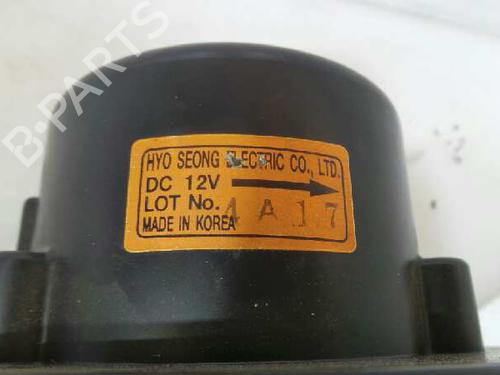 B-PARTS
HYO SEONG ELECTRIC CO., LTD.
DC 12V
LOT No. 4A17
MADE IN KOREA